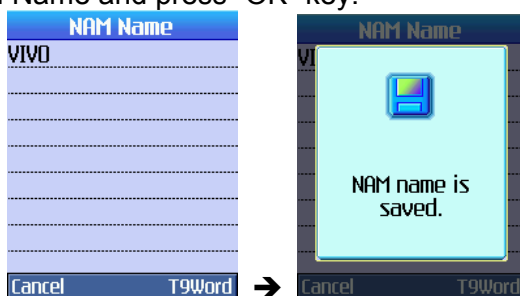 Name and press "OK" key.
NAM Name
VIVO
Cancel T9Word
➔
NAM Name
VI
NAM name is
saved.
Cancel T9Word